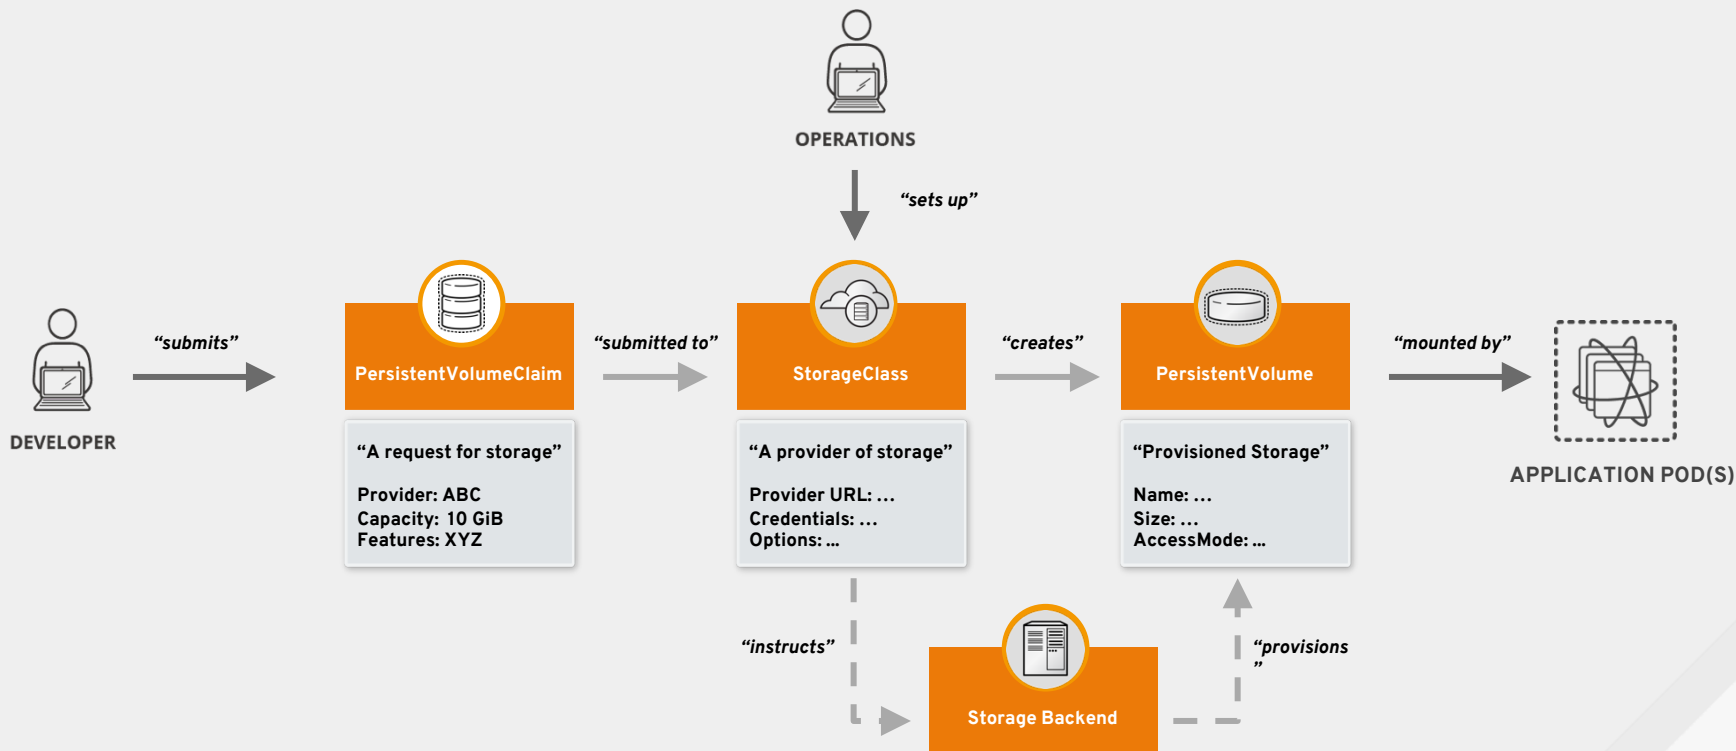 OPERATIONS
“sets up”
DEVELOPER
“submits”
PersistentVolumeClaim
“A request for storage”
Provider: ABC
Capacity: 10 GiB
Features: XYZ
“submitted to”
StorageClass
“A provider of storage”
Provider URL: …
Credentials: …
Options: ...
“creates”
PersistentVolume
“Provisioned Storage”
Name: …
Size: …
AccessMode: ...
“mounted by”
APPLICATION POD(S)
“instructs”
Storage Backend
“provisions
”